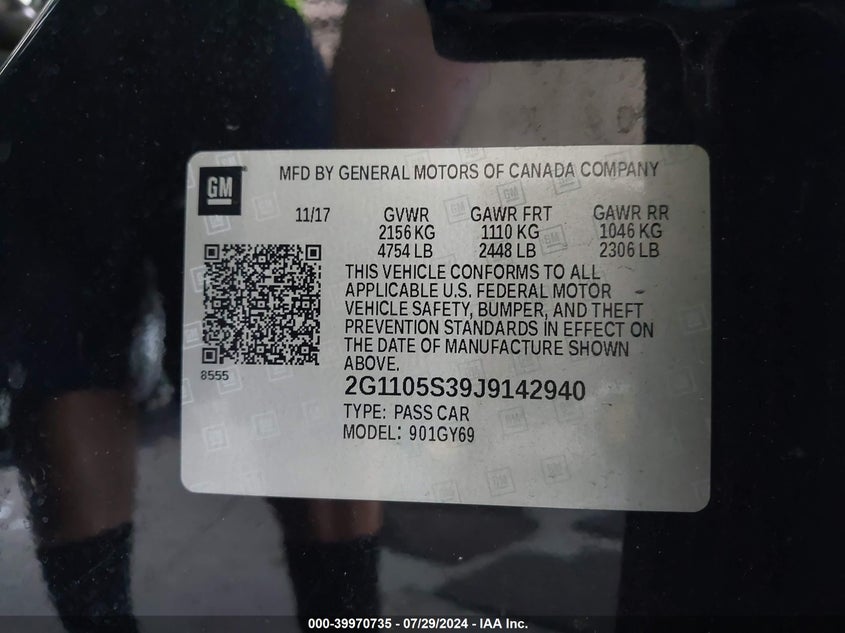 GM
MFD BY GENERAL MOTORS OF CANADA COMPANY
11/17 GVWR GAWR FRT GAWR RR
2156 KG 1110 KG 1046 KG
4754 LB 2448 LB 2306 LB
THIS VEHICLE CONFORMS TO ALL
APPLICABLE U.S. FEDERAL MOTOR
VEHICLE SAFETY, BUMPER, AND THEFT
PREVENTION STANDARDS IN EFFECT ON
THE DATE OF MANUFACTURE SHOWN
ABOVE.
8555
2G1105S39J9142940
TYPE: PASS CAR
MODEL: 901GY69
000-39970735 - 07/29/2024 - IAA Inc.